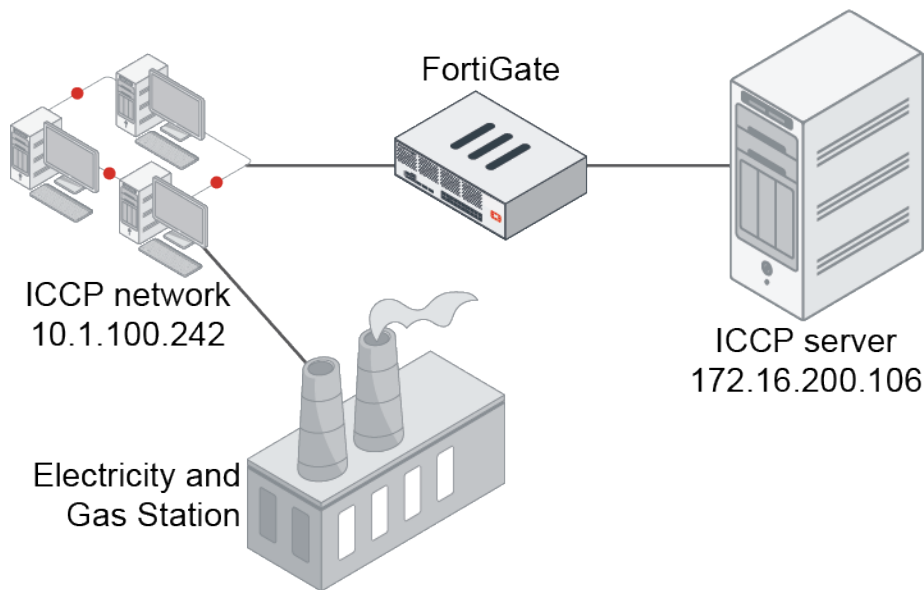 FortiGate
ICCP network
10.1.100.242
ICCP server
172.16.200.106
Electricity and
Gas Station